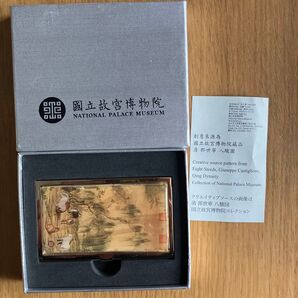 國立故宮博物院
NATIONAL PALACE MUSEUM
創意來源為
國立故宮博物院藏品
清 郎世寧 八駿圖
Creative source pattern from
Eight Steeds, Giuseppe Castiglione,
Qing Dynasty
Collection of National Palace Museum
クリエイティブソースの画像は
清 郎世寧 八駿図
国立故宮博物院コレクション